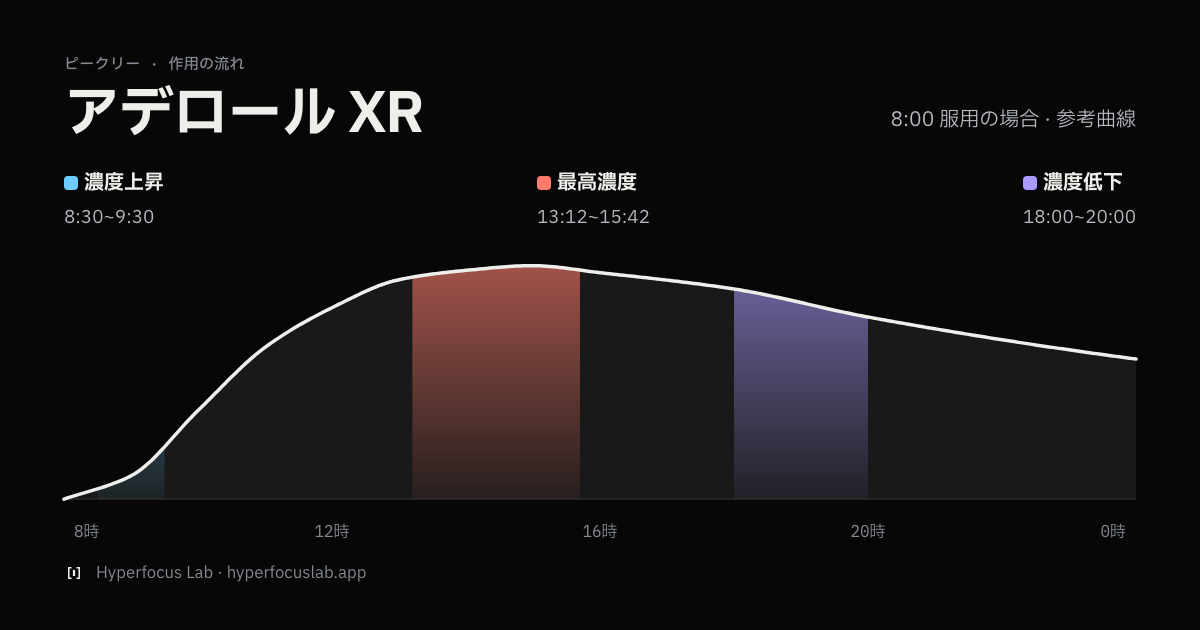 ピークリー · 作用の流れ
アデロール XR
8:00 服用の場合 · 参考曲線
濃度上昇
8:30~9:30
最高濃度
13:12~15:42
濃度低下
18:00~20:00
8時
12時
16時
20時
0時
Hyperfocus Lab · hyperfocuslab.app